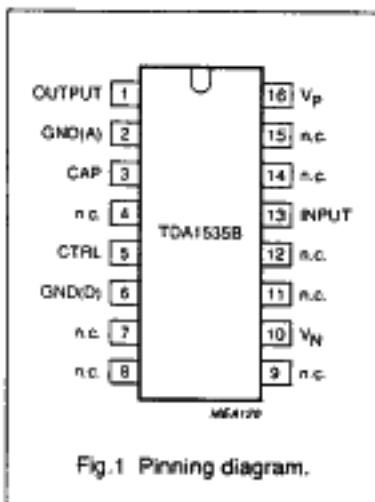 OUTPUT 1 16 Vp
GND(A) 2 15 n.c.
CAP 3 14 n.c.
n.c. 4 13 INPUT
TDA1535B
CTRL 5 12 n.c.
GND(D) 6 11 n.c.
n.c. 7 10 VN
n.c. 8 9 n.c.
MEA120
Fig.1 Pinning diagram.